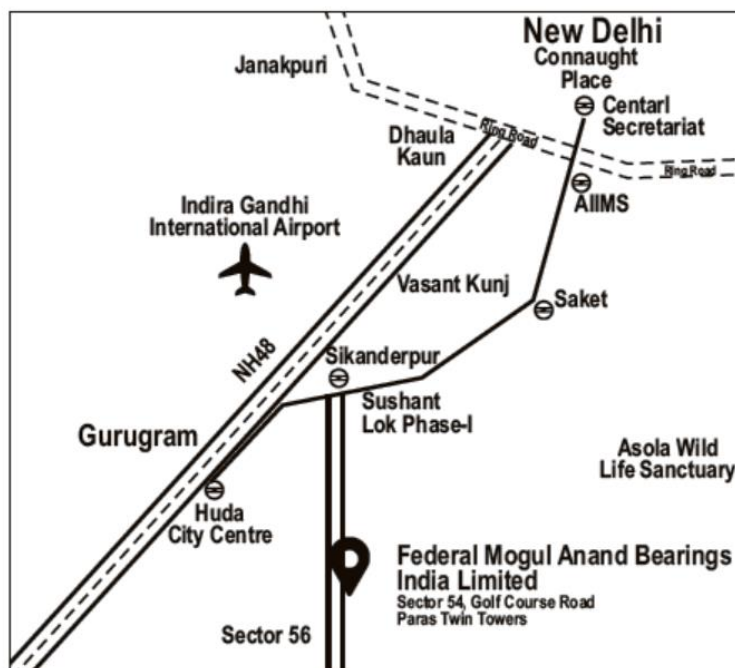 New Delhi
Connaught
Place
Janakpuri
Centarl
Secretariat
Dhaula
Kaun
Ring Road
Ring Road
AIIMS
Indira Gandhi
International Airport
Vasant Kunj
Saket
NH48
Sikanderpur
Sushant
Lok Phase-I
Gurugram
Asola Wild
Life Sanctuary
Huda
City Centre
Federal Mogul Anand Bearings
India Limited
Sector 54, Golf Course Road
Paras Twin Towers
Sector 56